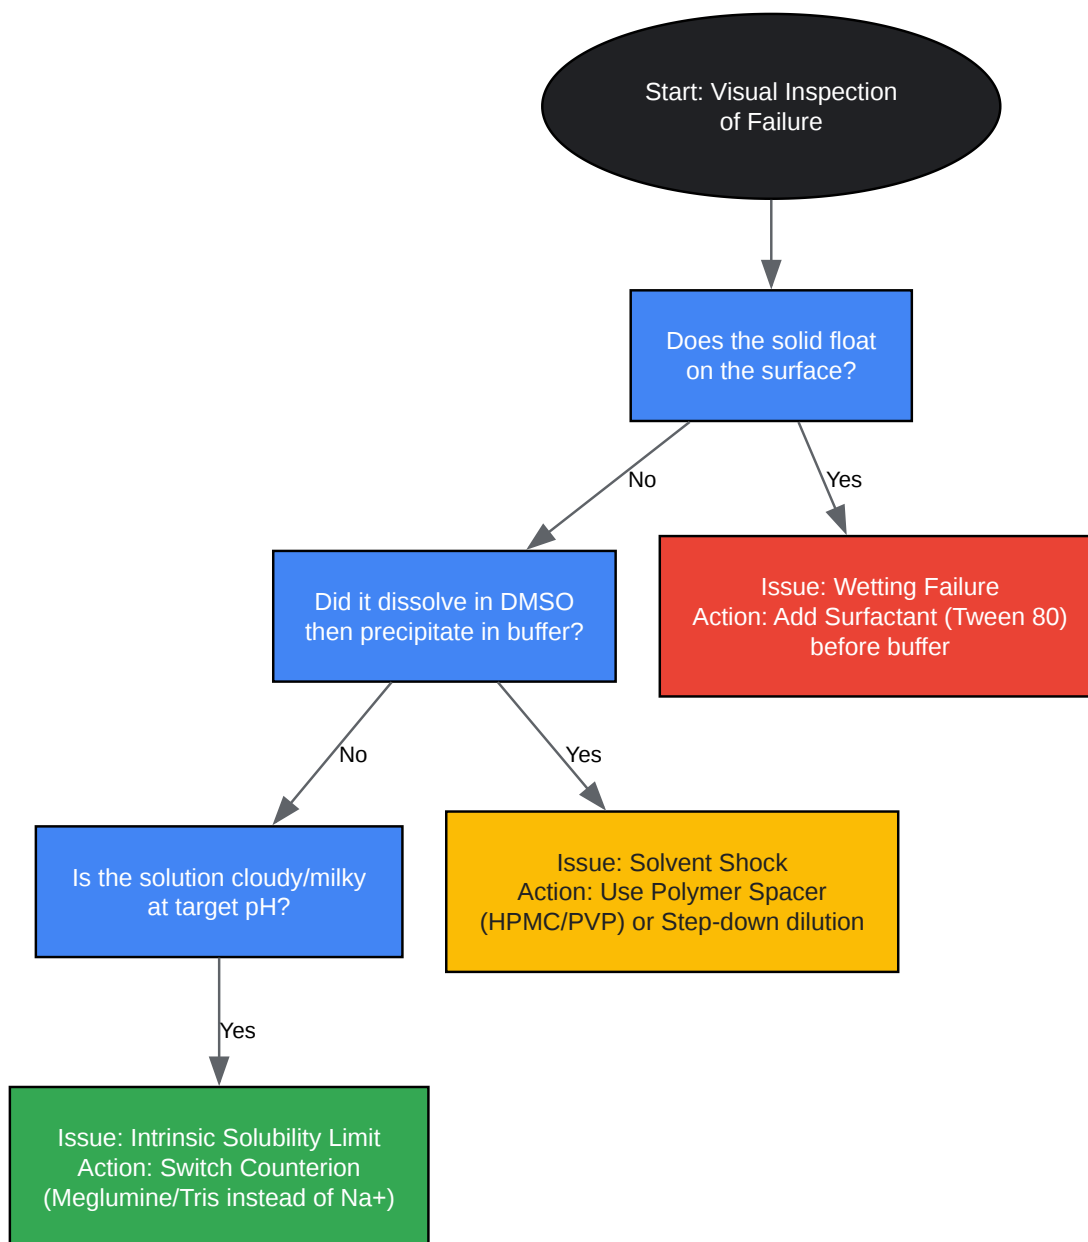 Start: Visual Inspection
of Failure
Does the solid float
on the surface?
No
Yes
Did it dissolve in DMSO
then precipitate in buffer?
Issue: Wetting Failure
Action: Add Surfactant (Tween 80)
before buffer
No
Yes
Is the solution cloudy/milky
at target pH?
Issue: Solvent Shock
Action: Use Polymer Spacer
(HPMC/PVP) or Step-down dilution
Yes
Issue: Intrinsic Solubility Limit
Action: Switch Counterion
(Meglumine/Tris instead of Na+)